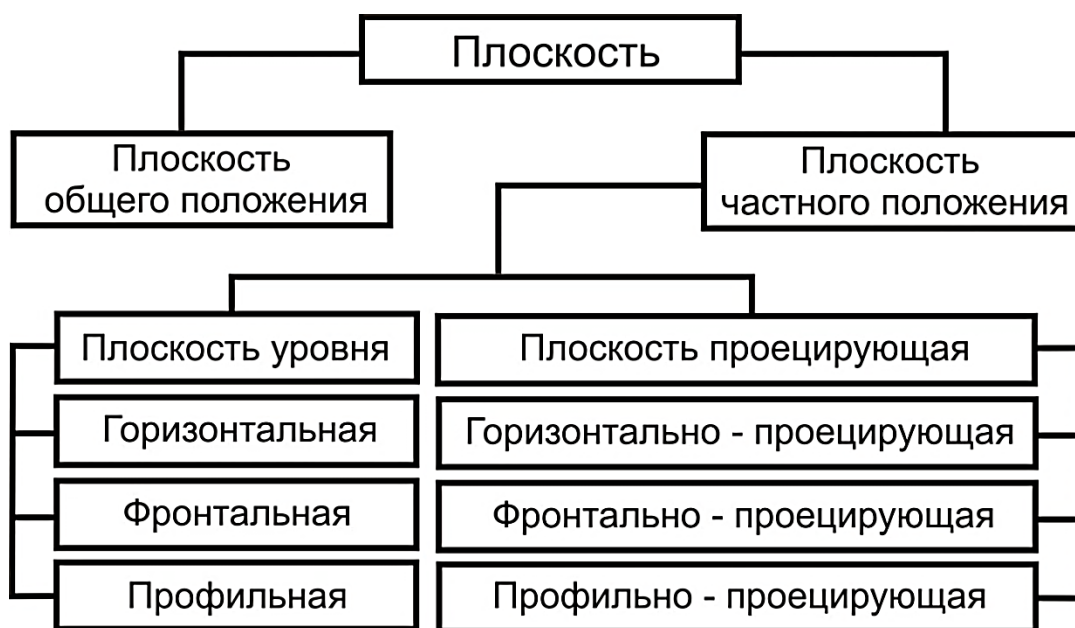 Плоскость
Плоскость
общего положения
Плоскость
частного положения
Плоскость уровня
Плоскость проецирующая
Горизонтальная
Горизонтально - проецирующая
Фронтальная
Фронтально - проецирующая
Профильная
Профильно - проецирующая